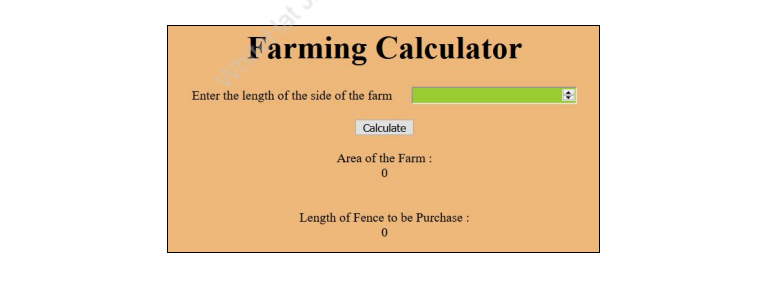 Farming Calculator
Enter the length of the side of the farm
Calculate
Area of the Farm :
0
Length of Fence to be Purchase :
0